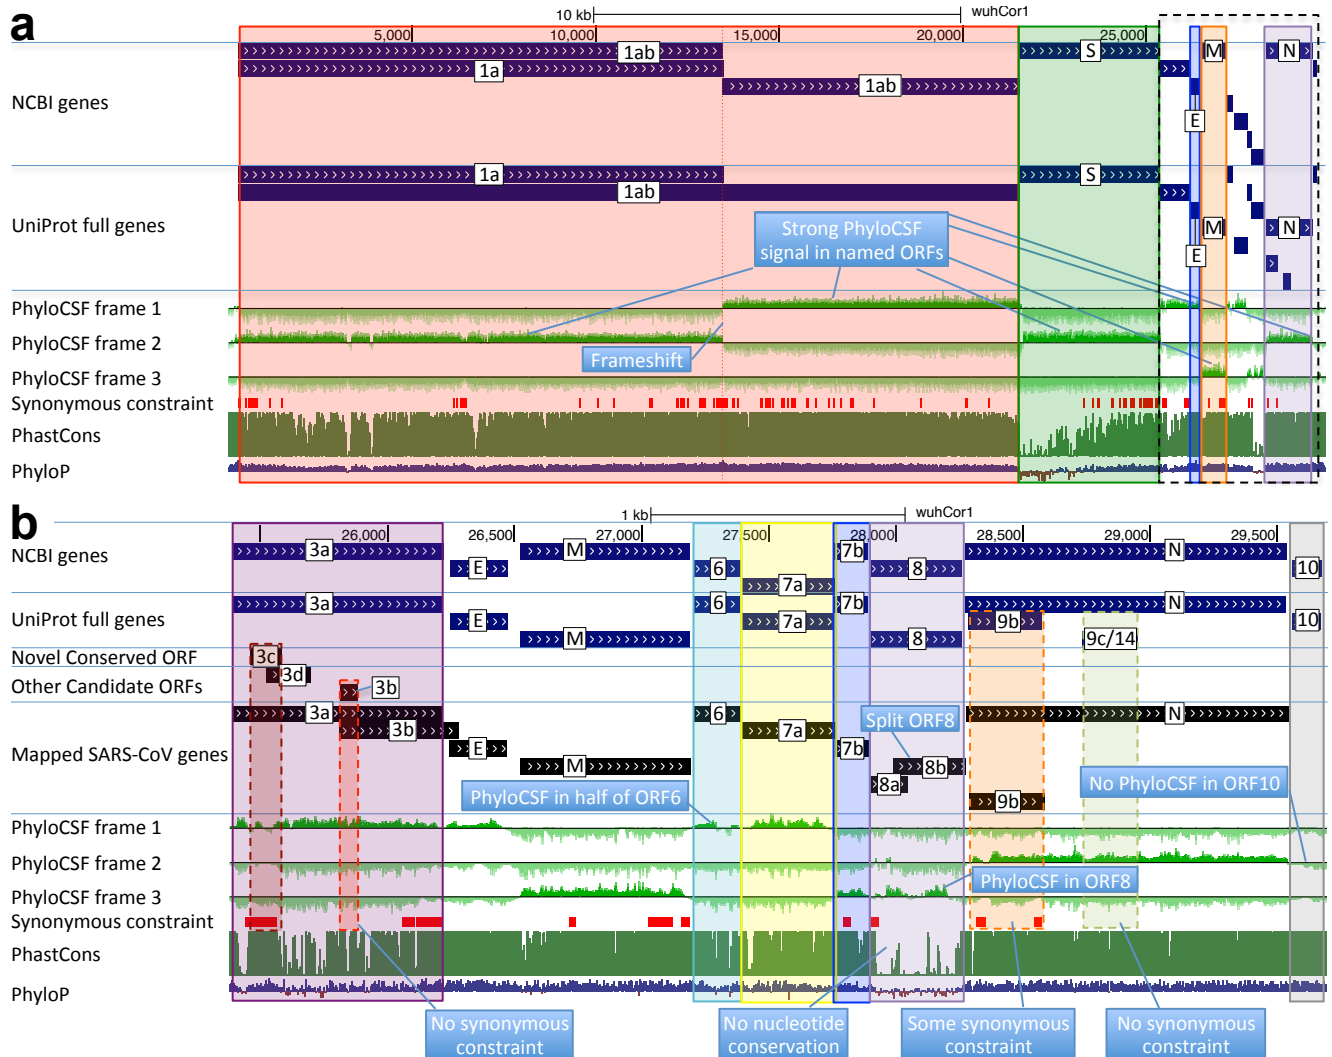 a
10 kb
wuhCor1
5,000
10,000
15,000
20,000
25,000
NCBI genes
1ab
1a
1ab
S
M
N
E
UniProt full genes
1a
1ab
S
M
N
E
Strong PhyloCSF
signal in named ORFs
PhyloCSF frame 1
PhyloCSF frame 2
Frameshift
PhyloCSF frame 3
Synonymous constraint
PhastCons
PhyloP
b
1 kb
wuhCor1
26,000
26,500
27,000
27,500
28,000
28,500
29,000
29,500
NCBI genes
3a
E
M
6
7a
7b
8
N
10
UniProt full genes
3a
E
M
6
7a
7b
8
9b
N
9c/14
10
Novel Conserved ORF
3c
Other Candidate ORFs
3d
3b
Mapped SARS-CoV genes
3a
3b
E
M
6
7a
7b
Split ORF8
8b
8a
N
9b
PhyloCSF in half of ORF6
No PhyloCSF in ORF10
PhyloCSF frame 1
PhyloCSF frame 2
PhyloCSF in ORF8
PhyloCSF frame 3
Synonymous constraint
PhastCons
PhyloP
No synonymous
constraint
No nucleotide
conservation
Some synonymous
constraint
No synonymous
constraint